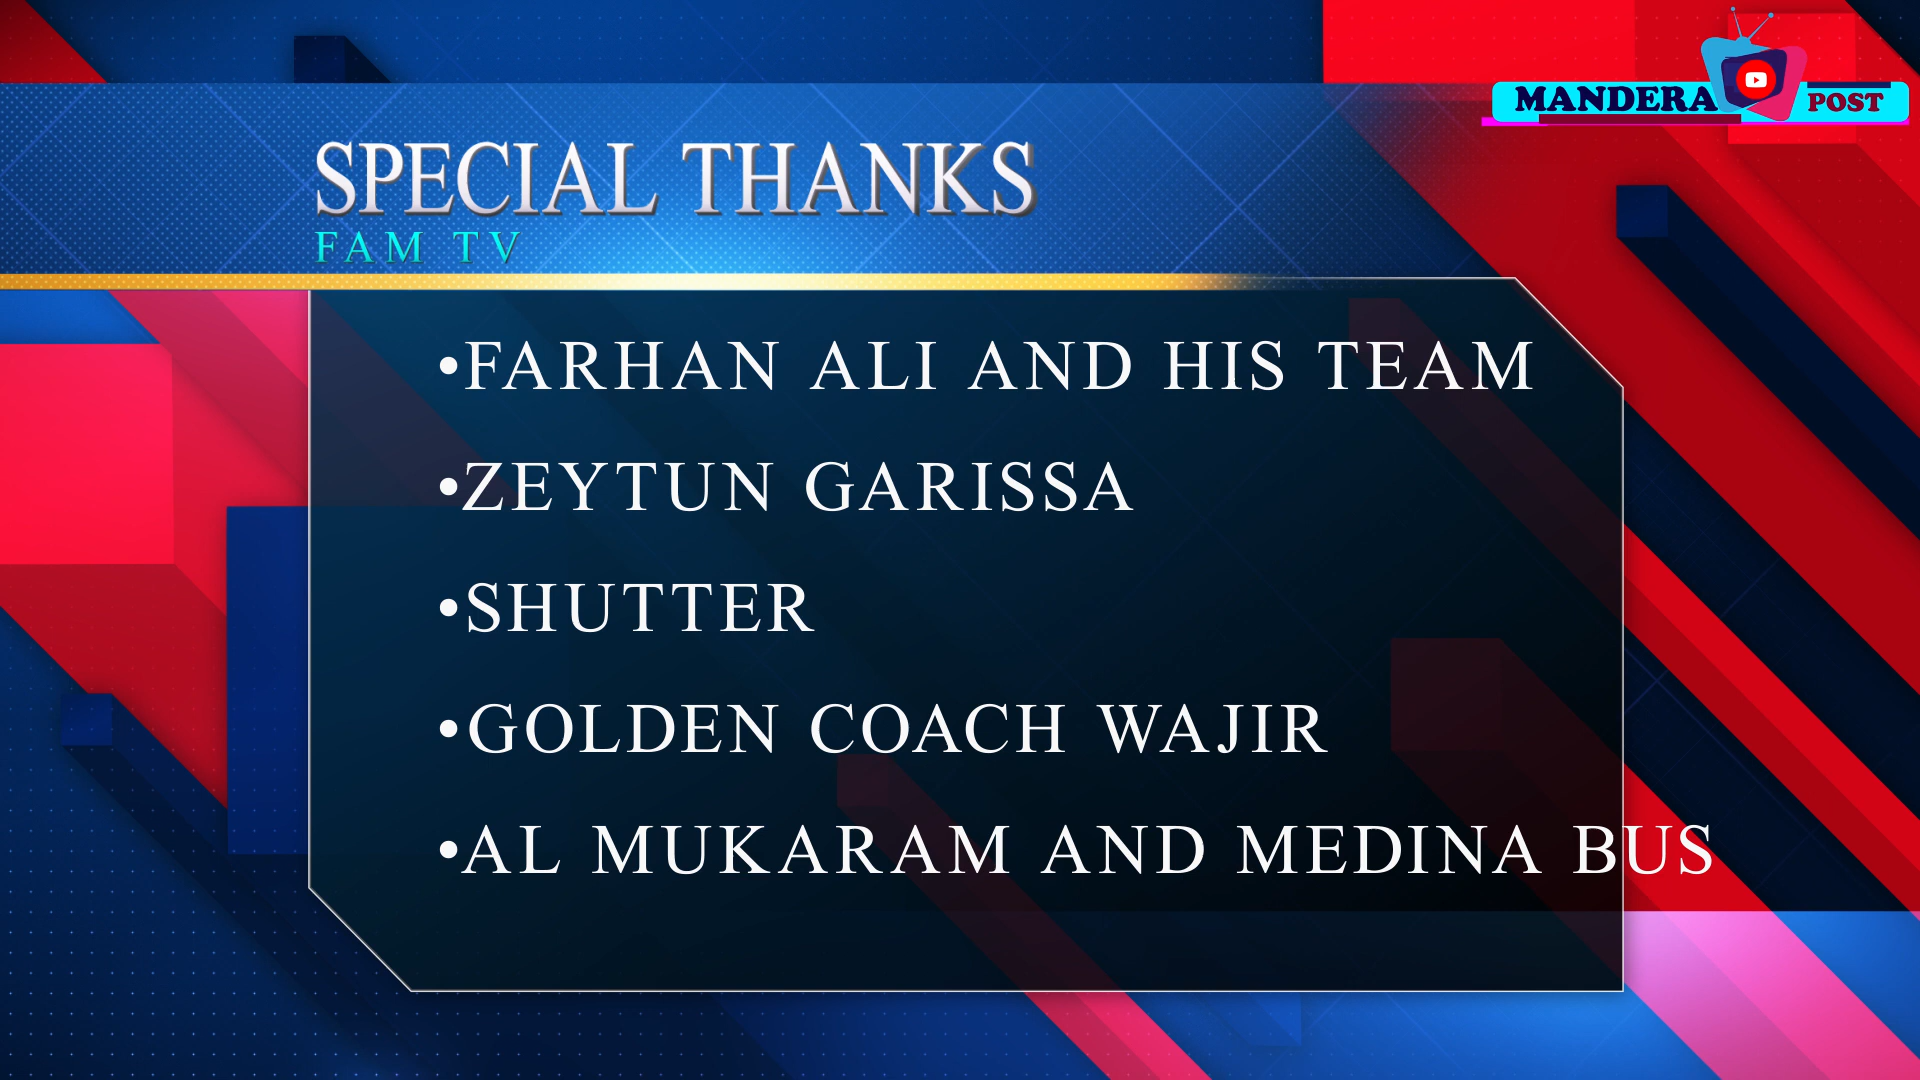 MANDERA POST
SPECIAL THANKS
FAM TV
•FARHAN ALI AND HIS TEAM
•ZEYTUN GARISSA
•SHUTTER
•GOLDEN COACH WAJIR
•AL MUKARAM AND MEDINA BUS